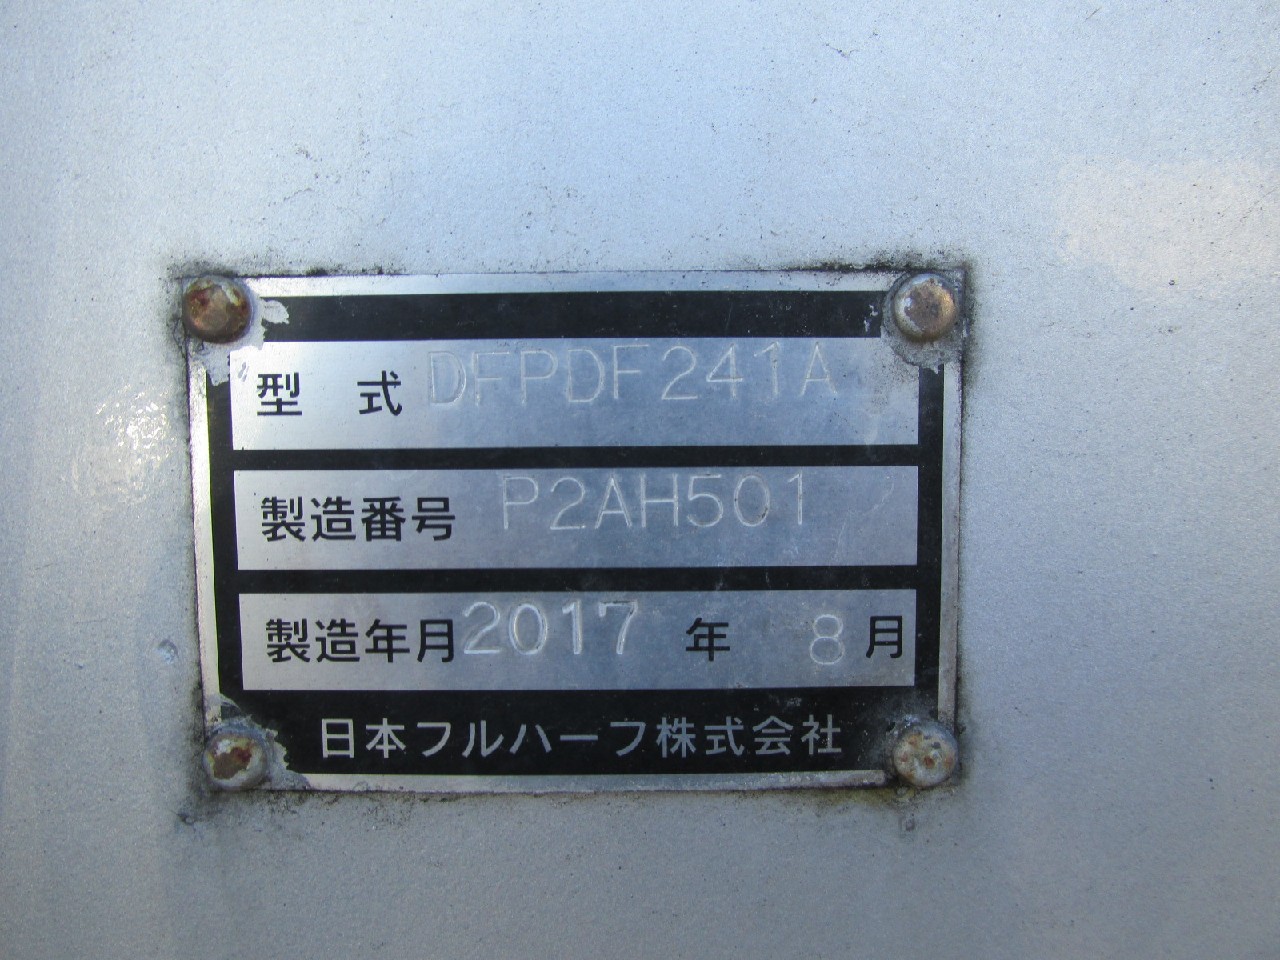 型 式 DFPDF241A
製造番号 P2AH501
製造年月 2017 年 8 月
日本フルハーフ株式会社